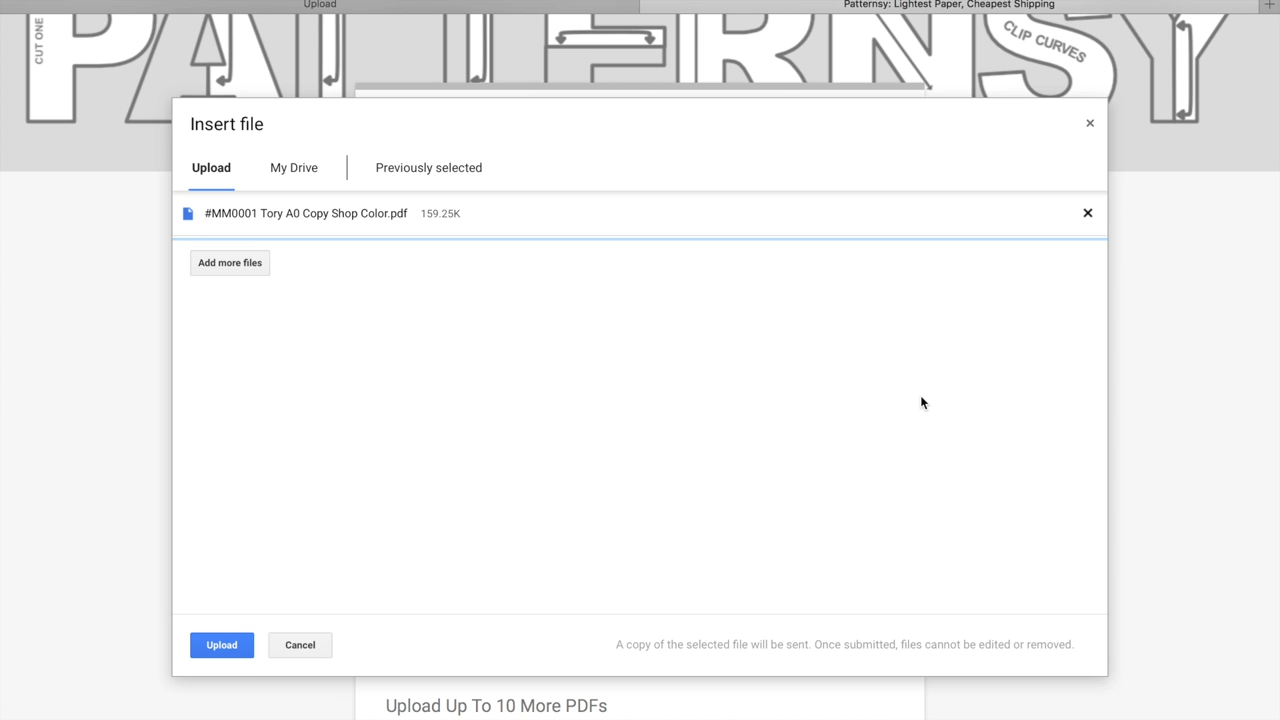 Upload
Patternsy: Lightest Paper, Cheapest Shipping
PATTERNSY
CUT ONE
CLIP CURVES
Insert file
Upload
My Drive
Previously selected
#MM0001 Tory A0 Copy Shop Color.pdf 159.25K
Add more files
Upload
Cancel
A copy of the selected file will be sent. Once submitted, files cannot be edited or removed.
Upload Up To 10 More PDFs